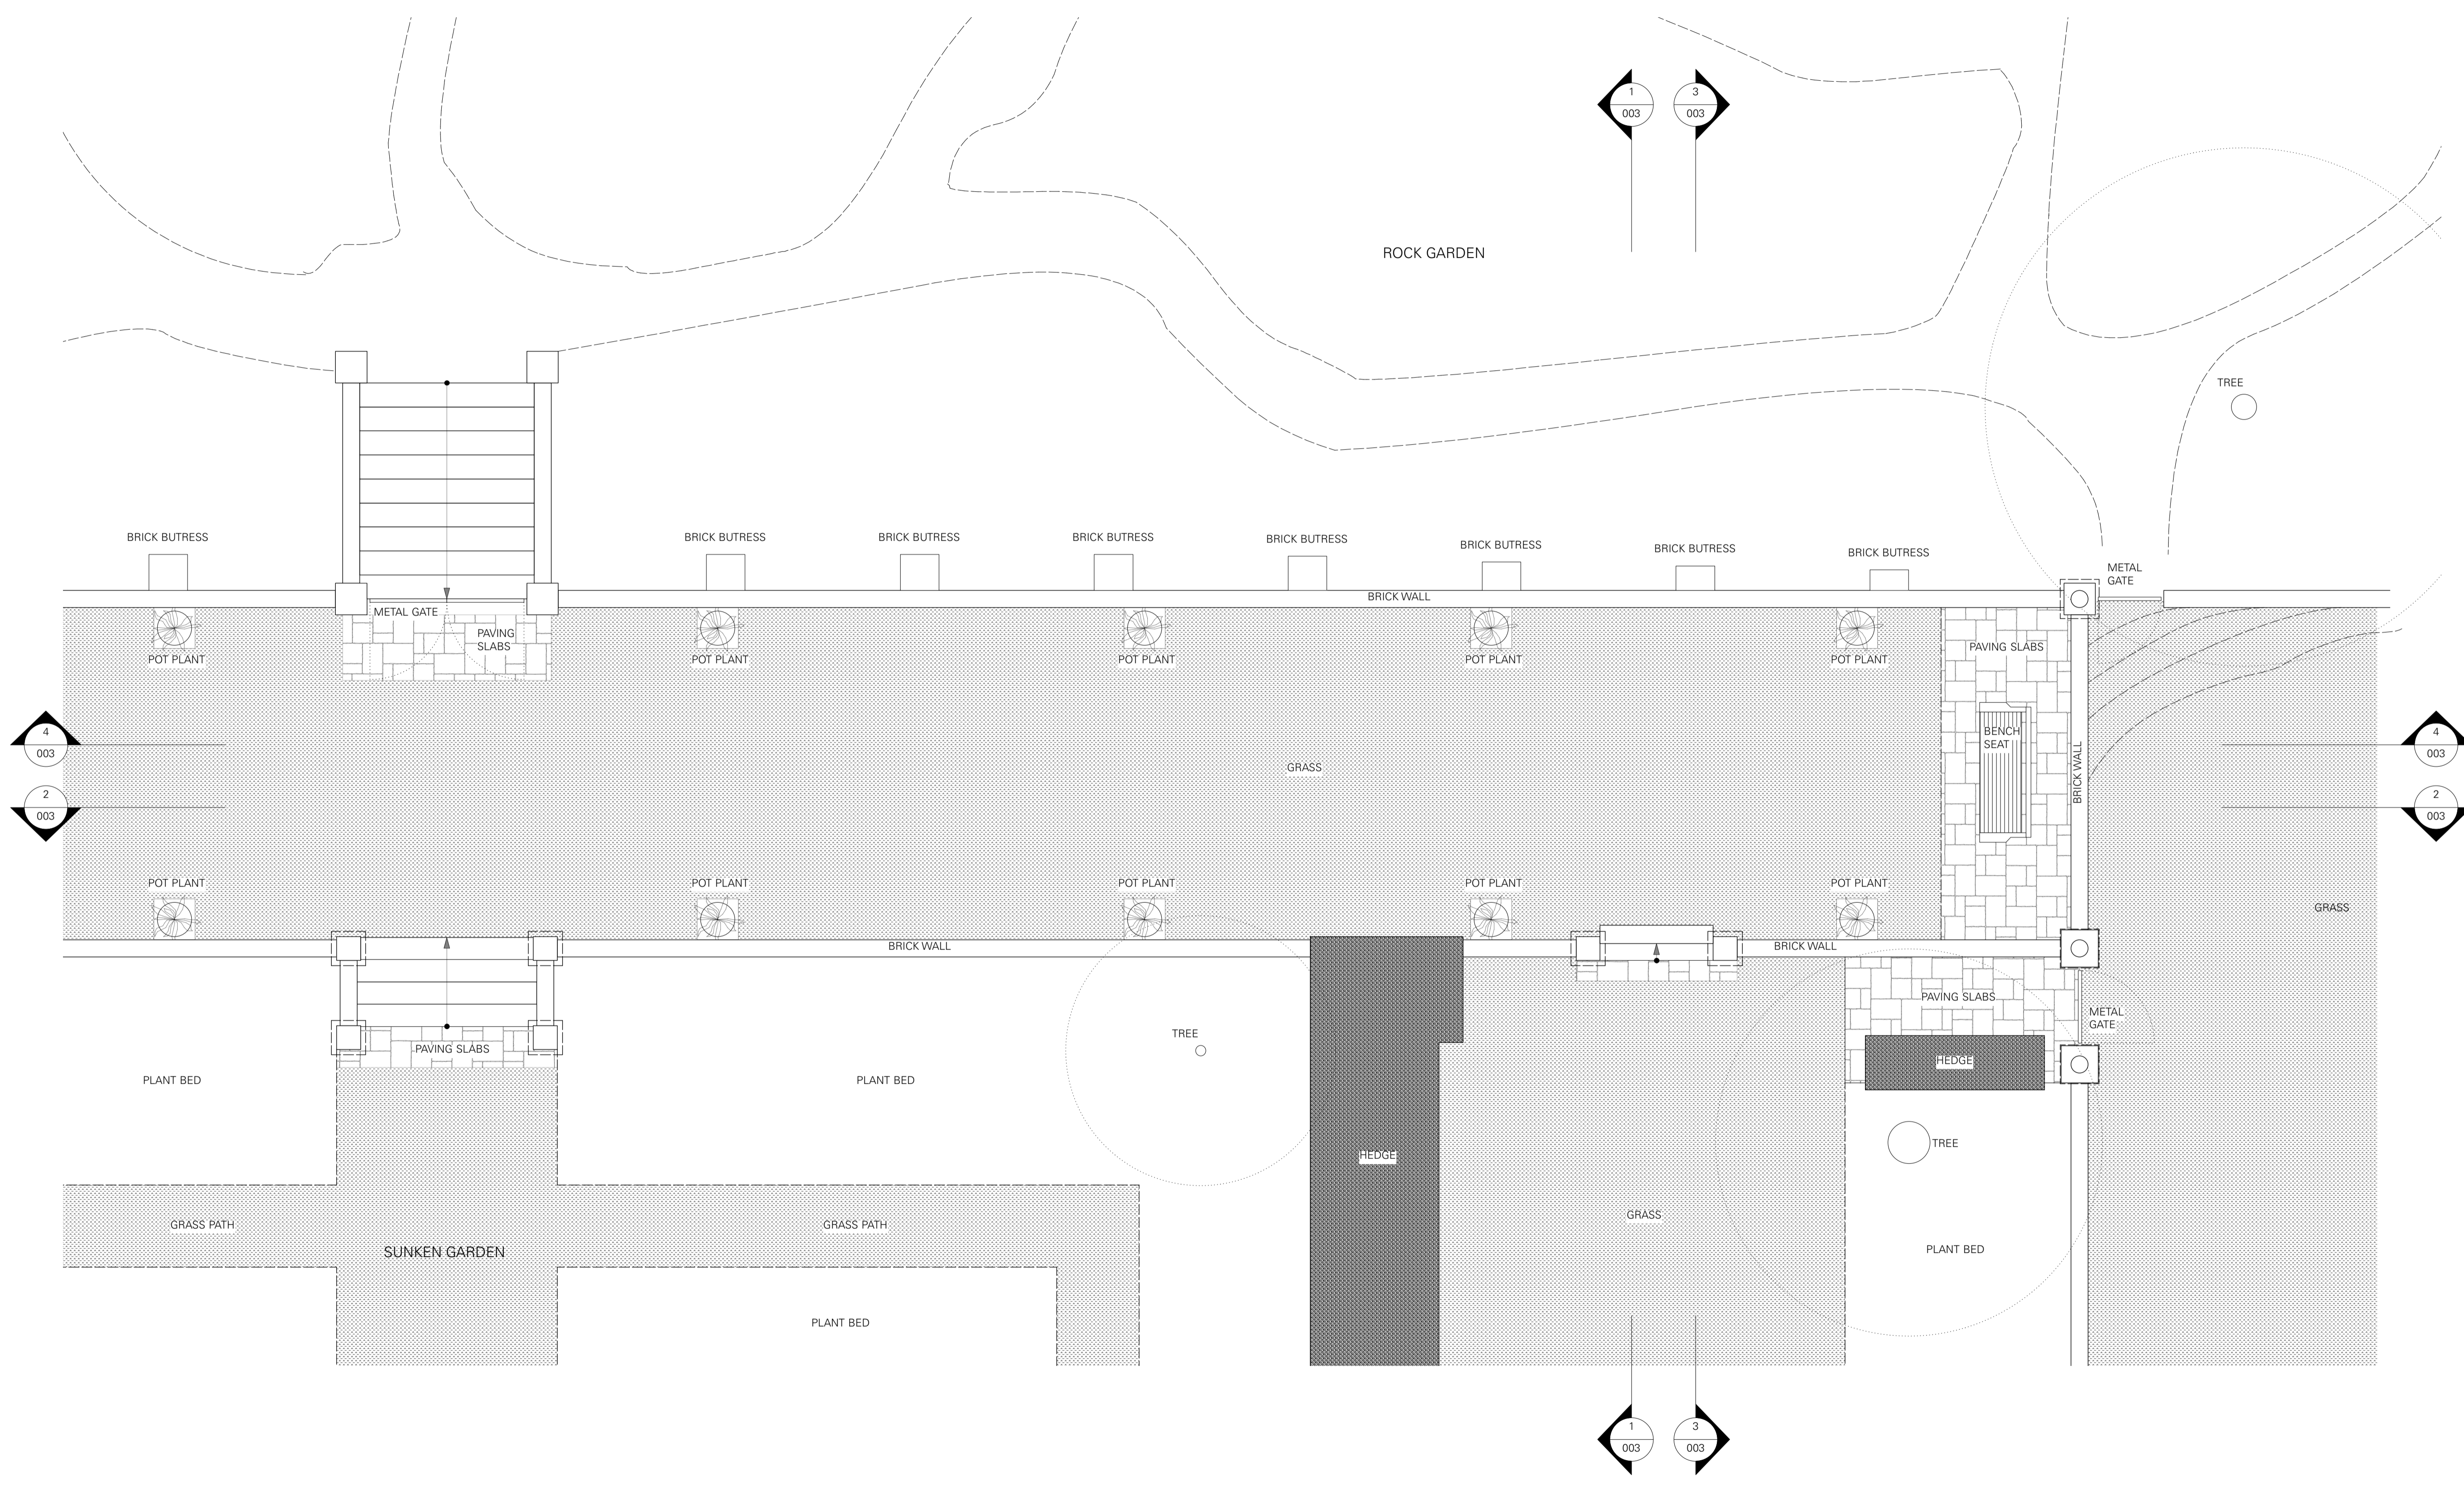 1
003
3
003
ROCK GARDEN
TREE
BRICK BUTRESS
BRICK BUTRESS
BRICK BUTRESS
BRICK BUTRESS
BRICK BUTRESS
BRICK BUTRESS
BRICK BUTRESS
BRICK BUTRESS
METAL
GATE
BRICK WALL
METAL GATE
PAVING
SLABS
PAVING SLABS
POT PLANT
POT PLANT
POT PLANT
POT PLANT
POT PLANT
4
003
BENCH
SEAT
4
003
BRICK WALL
GRASS
2
003
2
003
POT PLANT
POT PLANT
POT PLANT
POT PLANT
POT PLANT
GRASS
BRICK WALL
BRICK WALL
PAVING SLABS
METAL
GATE
TREE
PAVING SLABS
HEDGE
PLANT BED
PLANT BED
TREE
HEDGE
GRASS
GRASS PATH
GRASS PATH
SUNKEN GARDEN
PLANT BED
PLANT BED
1
003
3
003